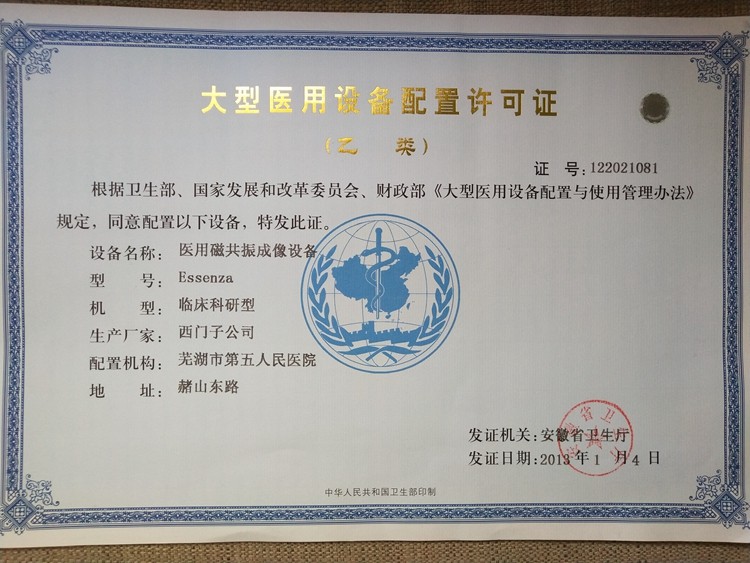 大型医用设备配置许可证
(乙 类)
证 号:122021081
根据卫生部、国家发展和改革委员会、财政部《大型医用设备配置与使用管理办法》
规定,同意配置以下设备,特发此证。
设备名称:医用磁共振成像设备
型 号:Essenza
机 型:临床科研型
生产厂家:西门子公司
配置机构:芜湖市第五人民医院
地 址:赭山东路
发证机关:安徽省卫生厅
发证日期:2013年1月4日
中华人民共和国卫生部印制